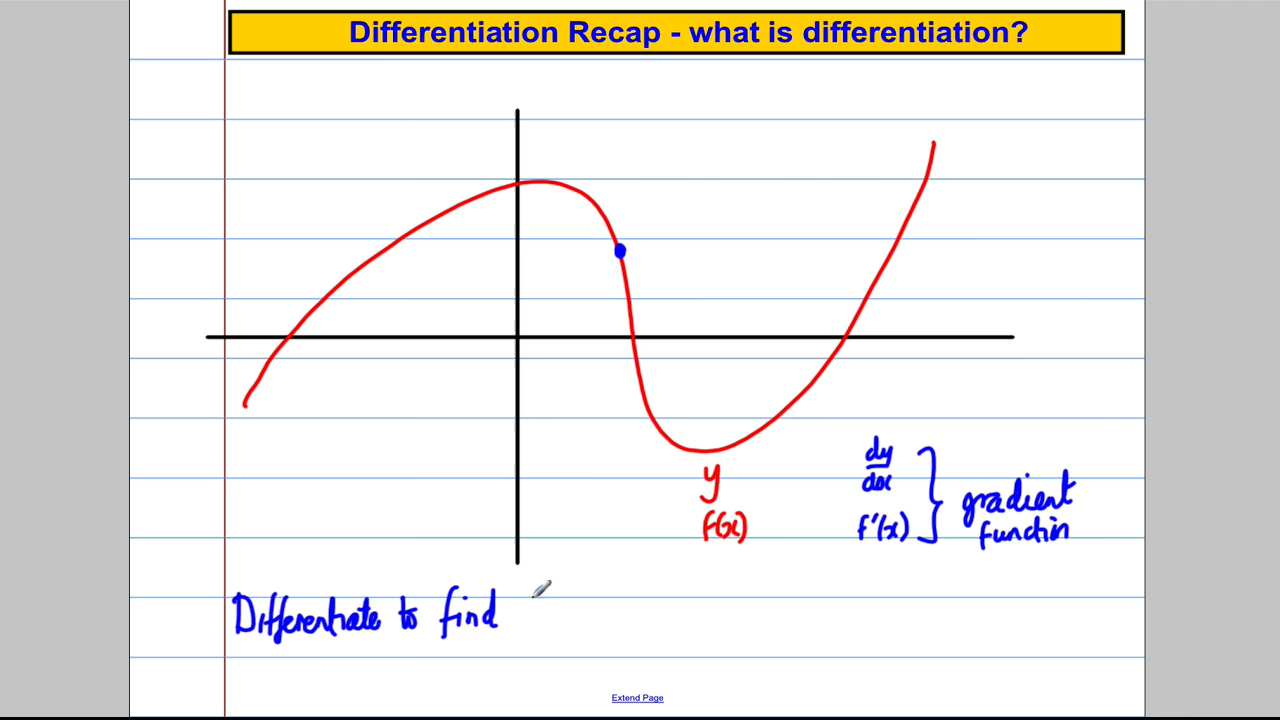 Differentiation Recap - what is differentiation?
y
f(x)
dy
dx
f'(x)
gradient
function
Differentiate to find
Extend Page